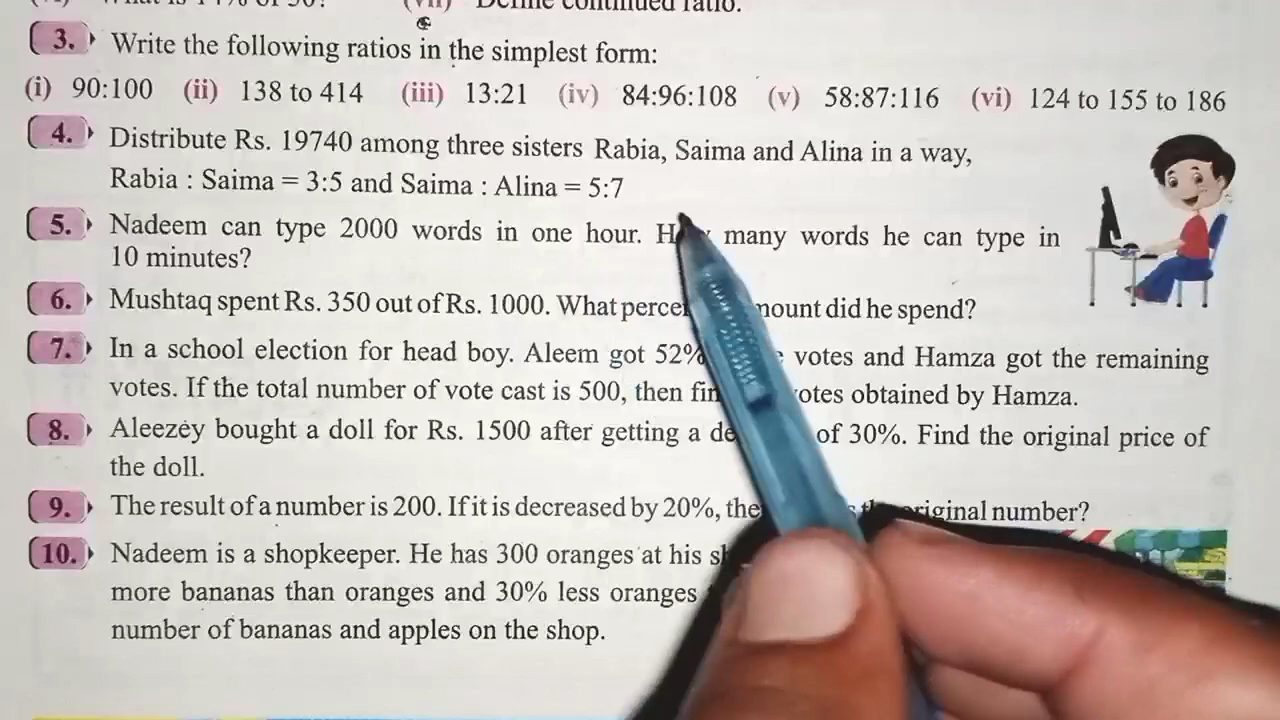 (vii) Define continued ratio.
3. Write the following ratios in the simplest form:
(i) 90:100 (ii) 138 to 414 (iii) 13:21 (iv) 84:96:108 (v) 58:87:116 (vi) 124 to 155 to 186
4. Distribute Rs. 19740 among three sisters Rabia, Saima and Alina in a way,
Rabia : Saima = 3:5 and Saima : Alina = 5:7
5. Nadeem can type 2000 words in one hour. many words he can type in
10 minutes?
6. Mushtaq spent Rs. 350 out of Rs. 1000. What did he spend?
7. In a school election for head boy. Aleem got 52% votes and Hamza got the remaining
votes. If the total number of vote cast is 500, then obtained by Hamza.
8. Aleezey bought a doll for Rs. 1500 after getting a of 30%. Find the original price of
the doll.
9. The result of a number is 200. If it is decreased by 20%, original number?
10. Nadeem is a shopkeeper. He has 300 oranges at his
more bananas than oranges and 30% less oranges
number of bananas and apples on the shop.